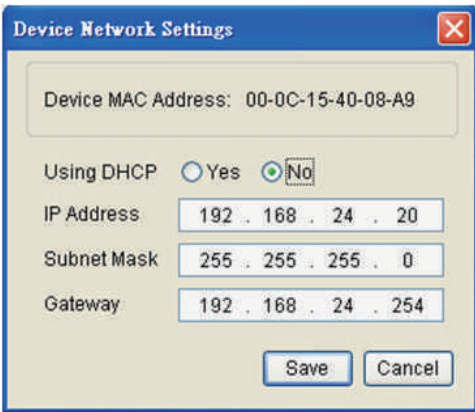 Device Network Settings
Device MAC Address: 00-0C-15-40-08-A9
Using DHCP Yes No
IP Address 192 . 168 . 24 . 20
Subnet Mask 255 . 255 . 255 . 0
Gateway 192 . 168 . 24 . 254
Save Cancel